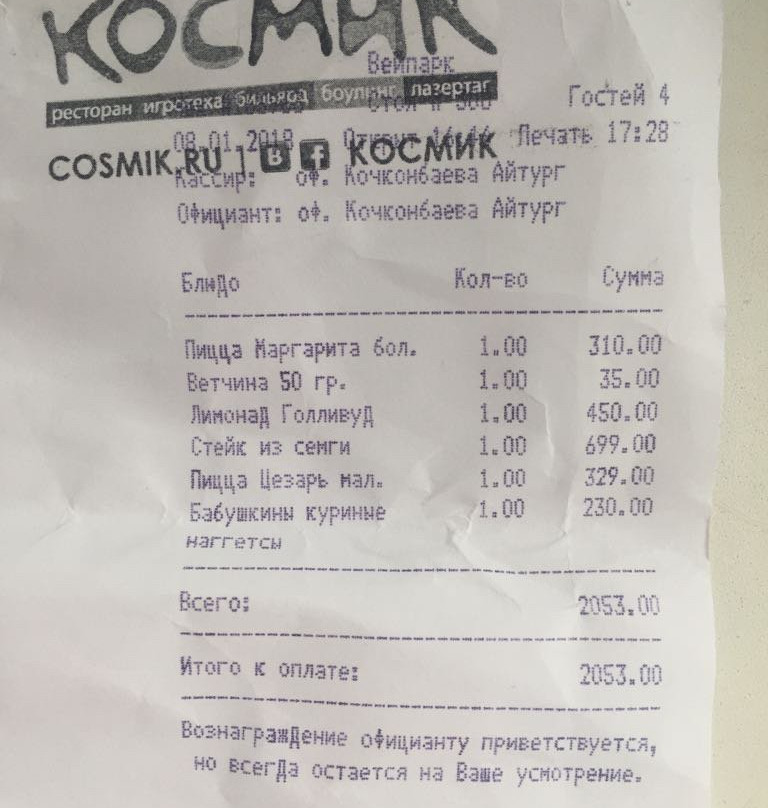 КОСМИК
Вейпарк
ресторан игротека бильярд боулинг лазертаг
Гостей 4
08.01.2018 Печать 17:28
COSMIK.RU ] B f КОСМИК
Кассир: оф. Кочконбаева Айтург
Официант: оф. Кочконбаева Айтург
Блюдо Кол-во Сумма
Пицца Маргарита бол. 1.00 310.00
Ветчина 50 гр. 1.00 35.00
Лимонад Голливуд 1.00 450.00
Стейк из семги 1.00 699.00
Пицца Цезарь мал. 1.00 329.00
Бабушкины куриные 1.00 230.00
наггетсы
Всего: 2053.00
Итого к оплате: 2053.00
Вознаграждение официанту приветствуется,
но всегда остается на Ваше усмотрение.